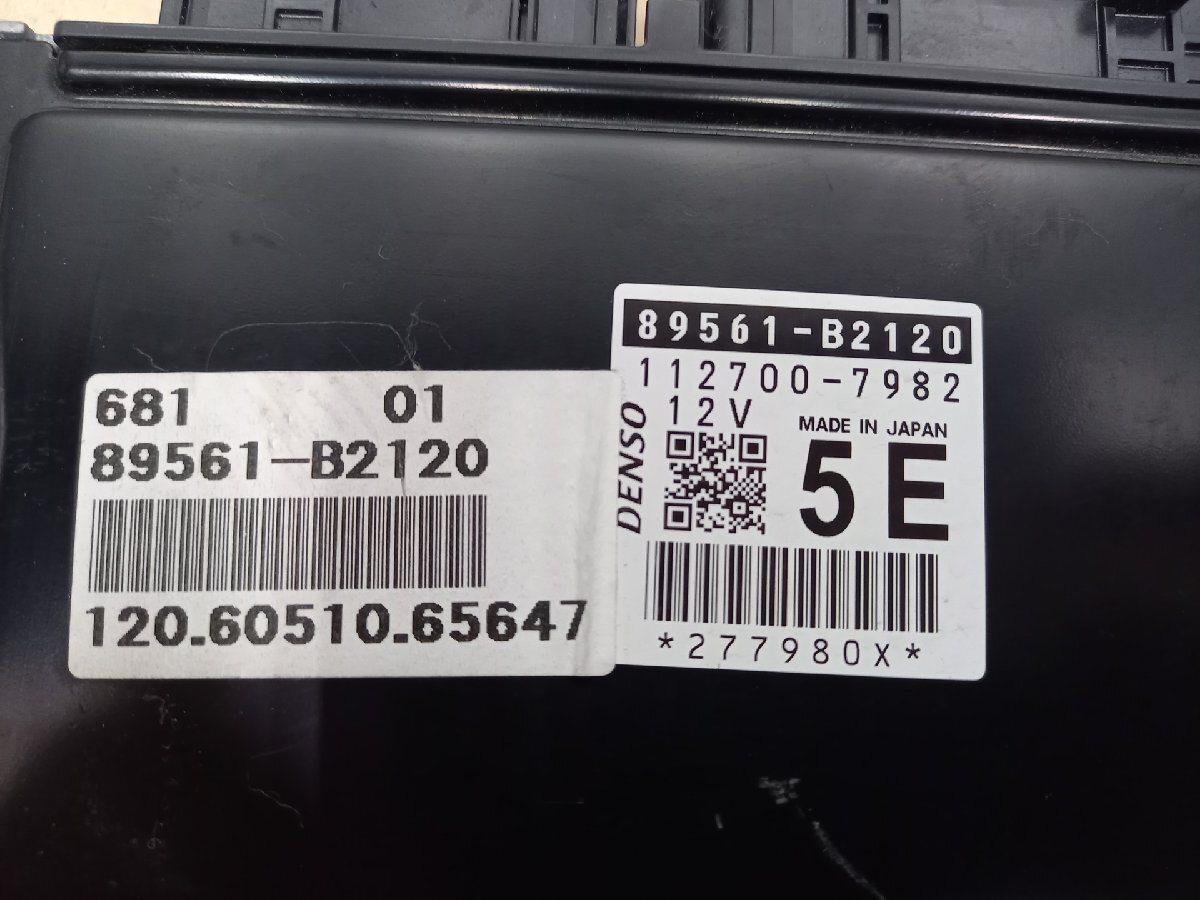 681 01
89561-B2120
120.60510.65647
89561-B2120
112700-7982
12V
DENSO
MADE IN JAPAN
5E
*277980X*